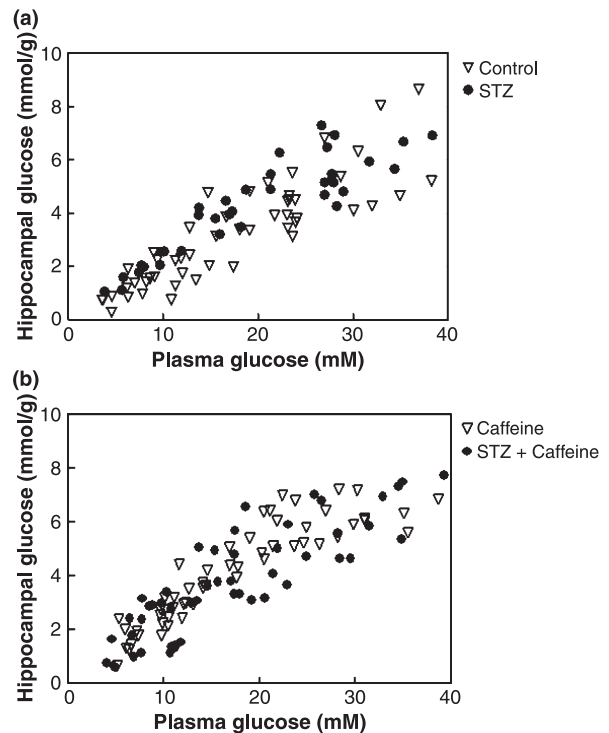 (a)
Hippocampal glucose (mmol/g)
10
8
6
4
2
0
0 10 20 30 40
Plasma glucose (mM)
Control
STZ
(b)
Hippocampal glucose (mmol/g)
10
8
6
4
2
0
0 10 20 30 40
Plasma glucose (mM)
Caffeine
STZ + Caffeine